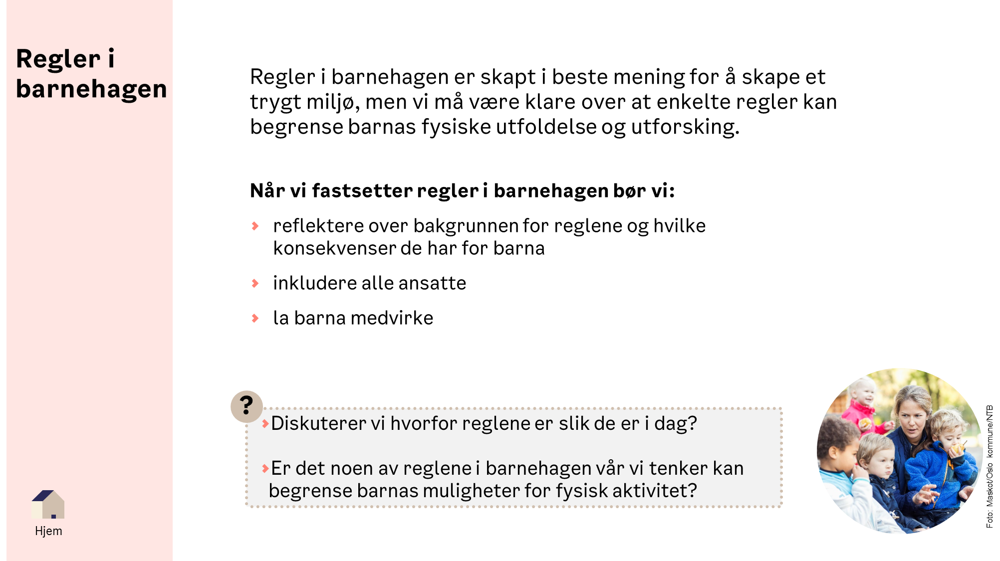 Regler i
barnehagen
Regler i barnehagen er skapt i beste mening for å skape et
trygt miljø, men vi må være klare over at enkelte regler kan
begrense barnas fysiske utfoldelse og utforsking.
Når vi fastsetter regler i barnehagen bør vi:
reflektere over bakgrunnen for reglene og hvilke
konsekvenser de har for barna
inkludere alle ansatte
la barna medvirke
?
Diskuterer vi hvorfor reglene er slik de er i dag?
Er det noen av reglene i barnehagen vår vi tenker kan
begrense barnas muligheter for fysisk aktivitet?
Foto: Maskot/Oslo kommune/NTB
Hjem